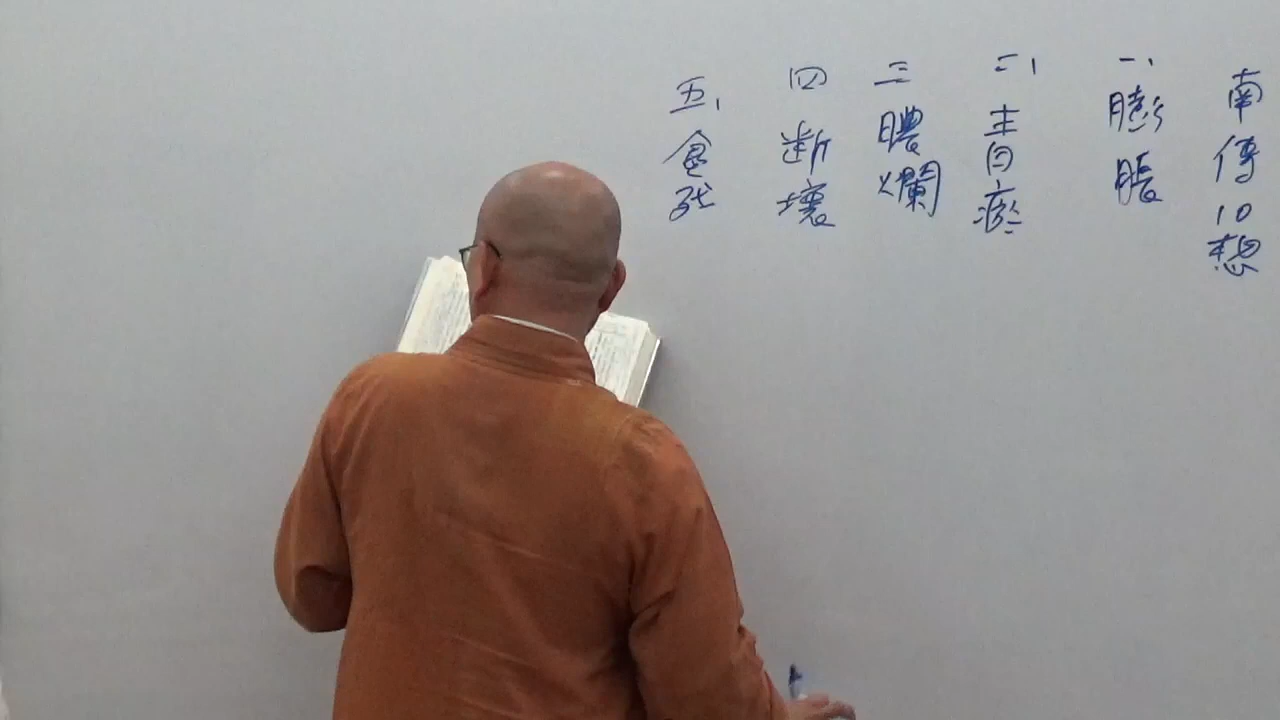 南傳10想
一、膨脹
二、青瘀
三膿爛
四斷壞
五、食殘